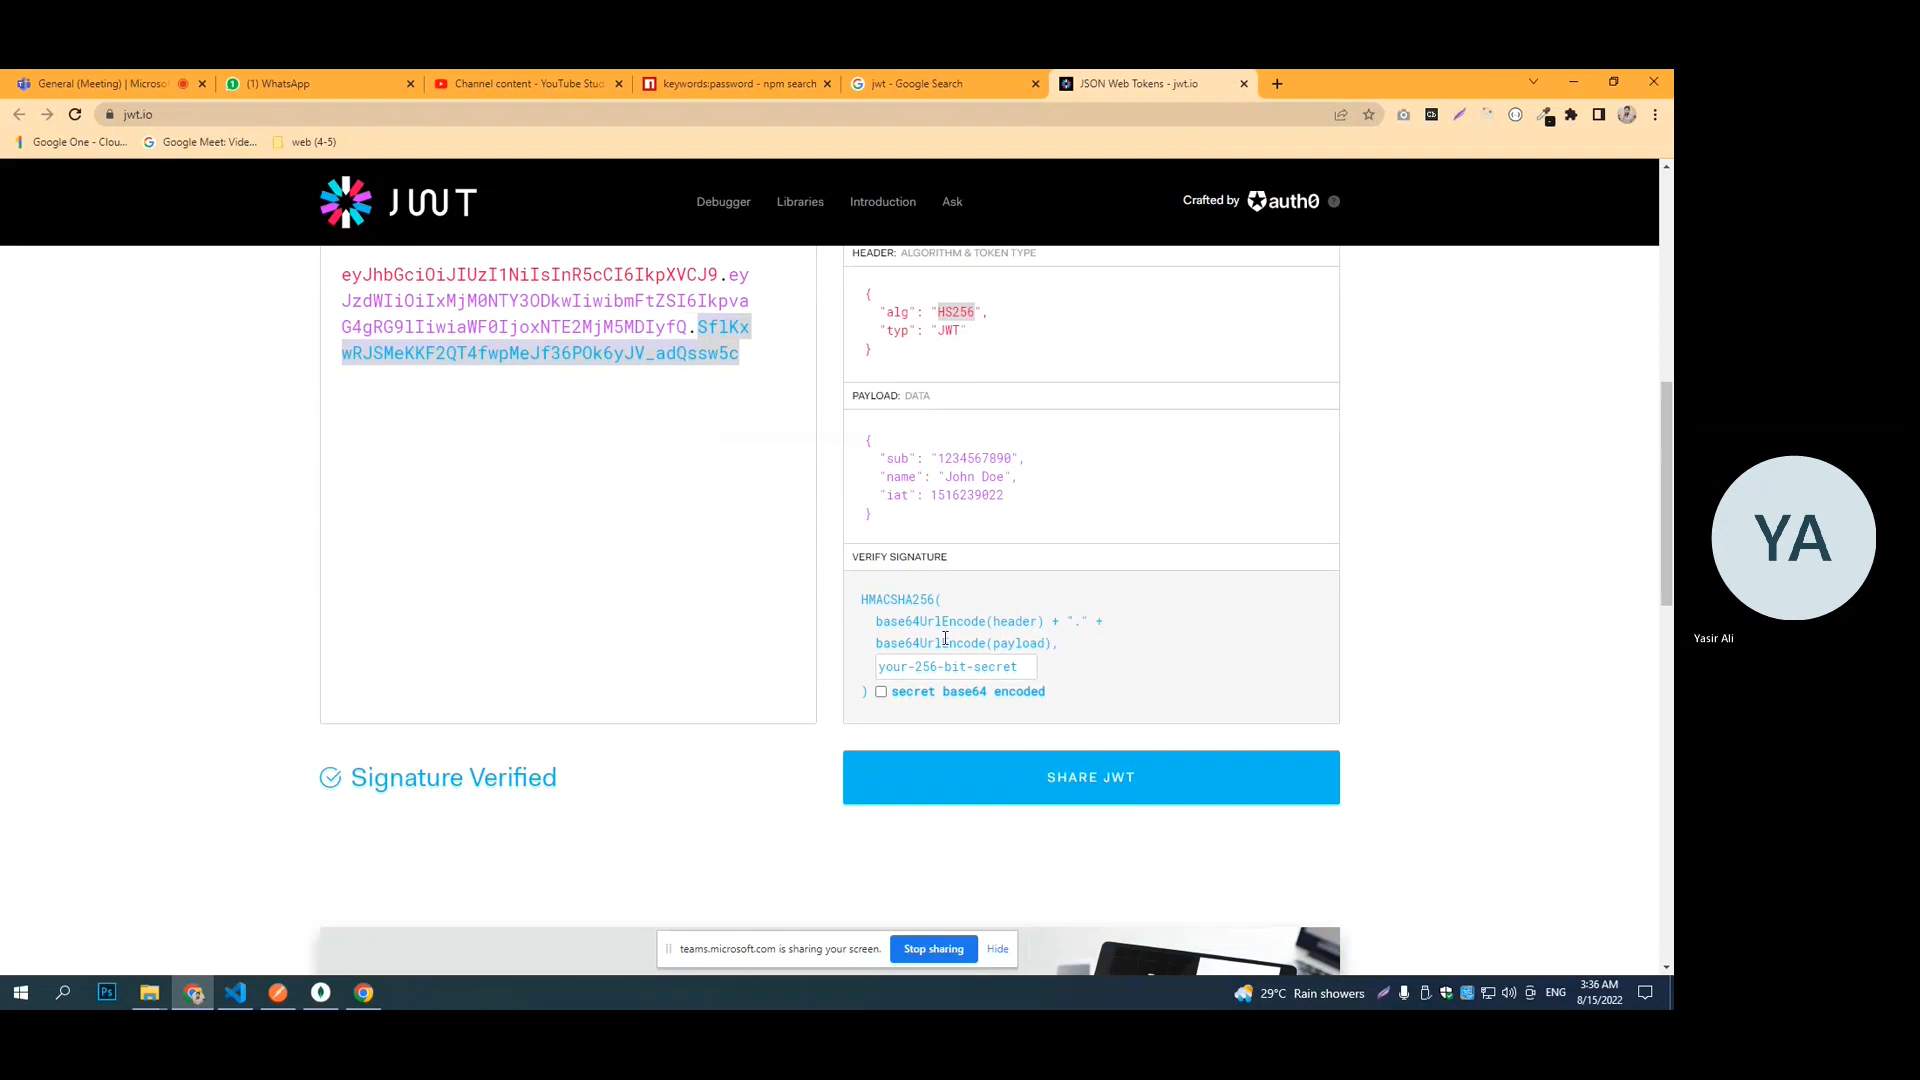 General (Meeting) | Microso
(1) WhatsApp
Channel content - YouTube Stud
keywords:password - npm search
jwt - Google Search
JSON Web Tokens - jwt.io
jwt.io
Google One - Clou...
Google Meet: Vide...
web (4-5)
JWT
Debugger
Libraries
Introduction
Ask
Crafted by auth0
eyJhbGciOiJIUzI1NiIsInR5cCI6IkpXVCJ9.ey
JzdWIiOiIxMjM0NTY3ODkwIiwibmFtZSI6Ikpva
G4gRG9lIiwiaWF0IjoxNTE2MjM5MDIyfQ.SflKx
wRJSMeKKF2QT4fwpMeJf36POk6yJV_adQssw5c
HEADER: ALGORITHM & TOKEN TYPE
{
"alg": "HS256",
"typ": "JWT"
}
PAYLOAD: DATA
{
"sub": "1234567890",
"name": "John Doe",
"iat": 1516239022
}
VERIFY SIGNATURE
HMACSHA256(
base64UrlEncode(header) + "." +
base64UrlEncode(payload),
your-256-bit-secret
) secret base64 encoded
Signature Verified
SHARE JWT
YA
Yasir Ali
teams.microsoft.com is sharing your screen.
Stop sharing
Hide
Ps
29°C Rain showers
ENG
3:36 AM
8/15/2022